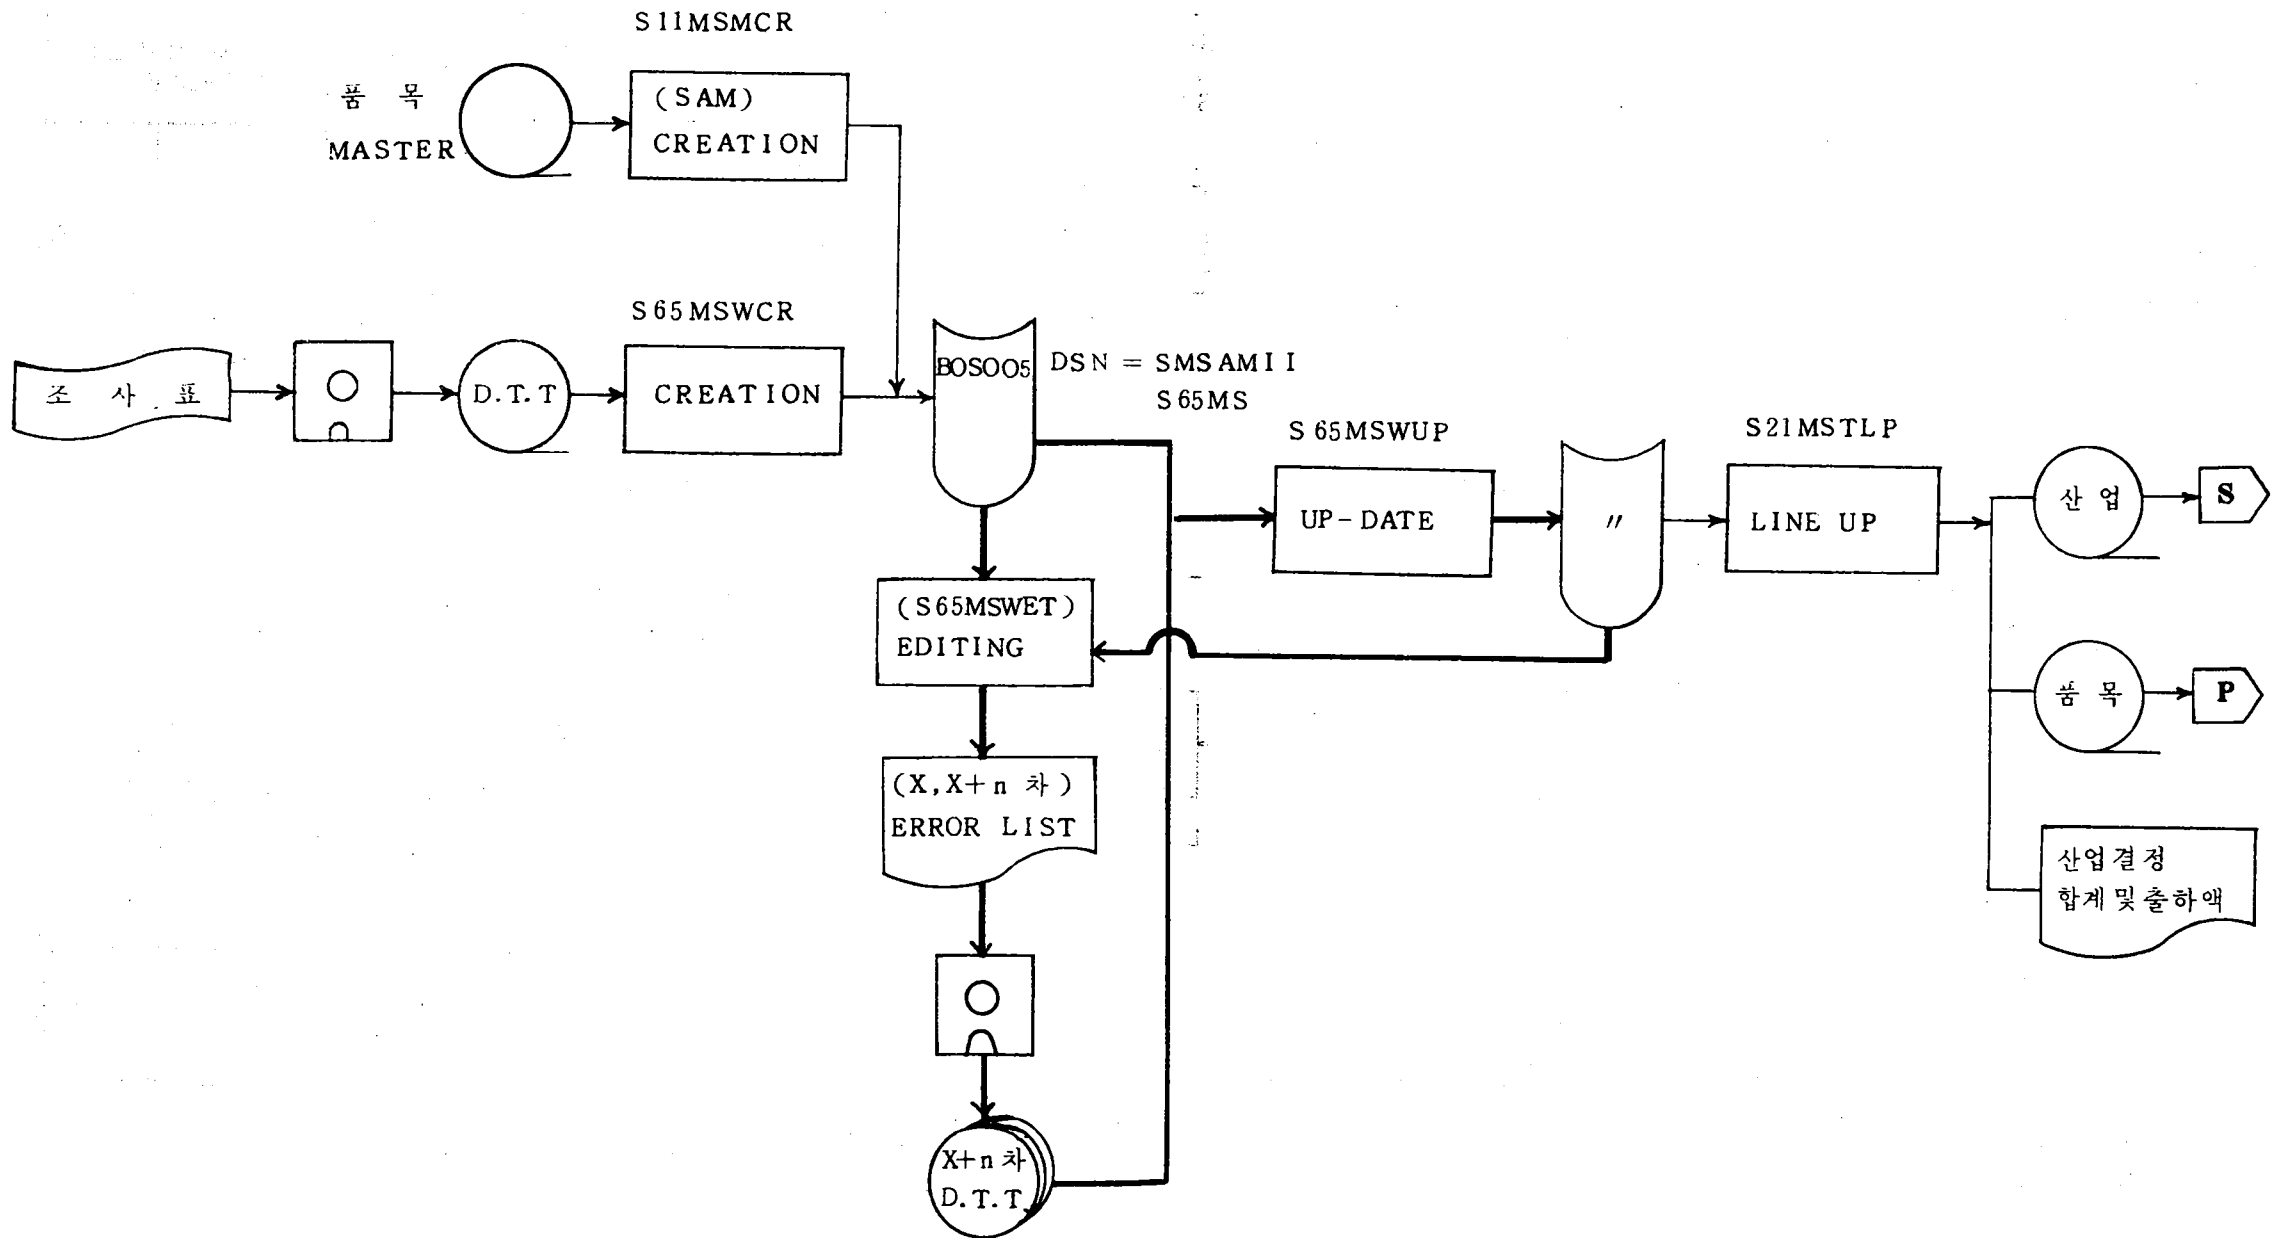 S11MSMCR
품 목
MASTER
(SAM)
CREATION
S65MSWCR
조 사 표
D.T.T
CREATION
BOS005
DSN = SMSAMII
S65MS
S65MSWUP
UP-DATE
〃
S21MSTLP
LINE UP
산 업
S
품 목
P
산업결정
합계및출하액
(S65MSWET)
EDITING
(X,X+n 차)
ERROR LIST
X+n 차
D.T.T